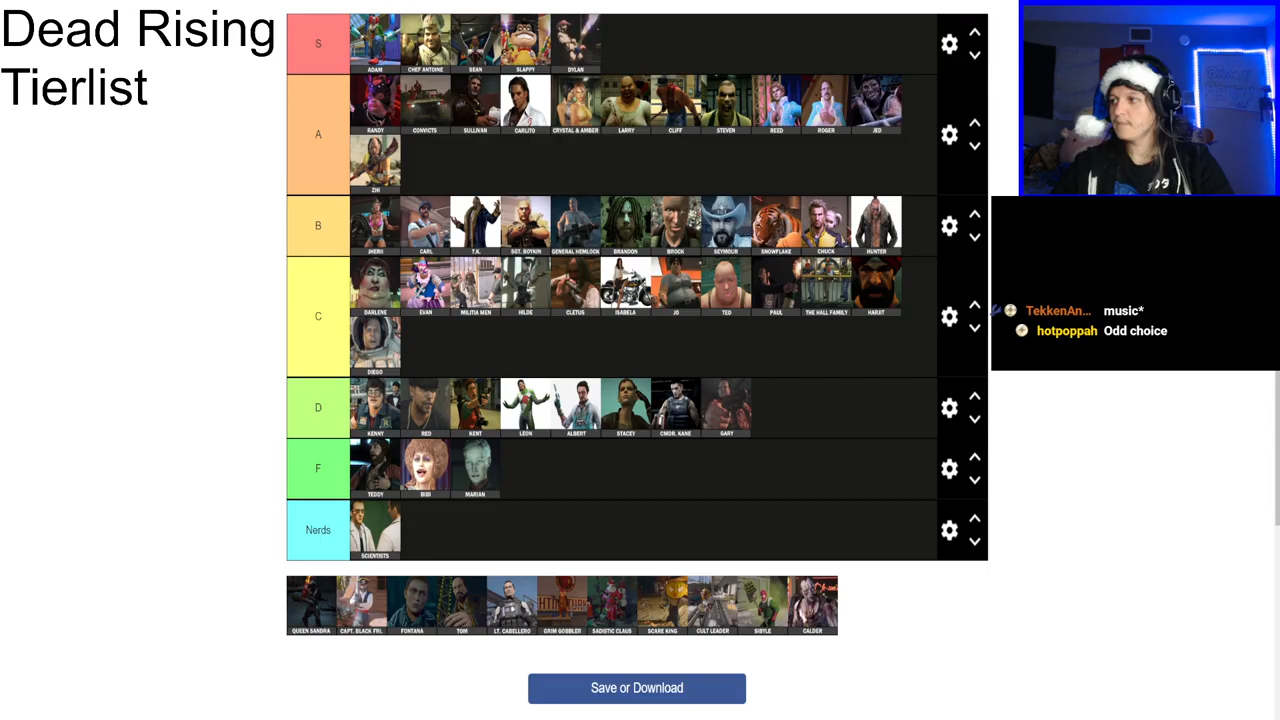 Dead Rising
Tierlist
S
ADAM
CHEF ANTOINE
SEAN
SLAPPY
DYLAN
A
RANDY
CONVICTS
SULLIVAN
CARLITO
CRYSTAL & AMBER
LARRY
CLIFF
STEVEN
REED
ROGER
JED
ZHI
B
JHERII
CARL
T.K.
SGT. BOYKIN
GENERAL HEMLOCK
BRANDON
BROCK
SEYMOUR
SNOWFLAKE
CHUCK
HUNTER
C
DARLENE
EVAN
MILITIA MEN
HILDE
CLETUS
ISABELA
JO
TED
PAUL
THE HALL FAMILY
HARJIT
DIEGO
TekkenAn... music*
hotpoppah Odd choice
D
KENNY
RED
KENT
LEON
ALBERT
STACEY
CMDR. KANE
GARY
F
TEDDY
BIBI
MARIAN
Nerds
SCIENTISTS
QUEEN SANDRA
CAPT. BLACK FRI.
FONTANA
TOM
LT. CABELLERO
GRIM GOBBLER
SADISTIC CLAUS
SCARE KING
CULT LEADER
SIBYLE
CALDER
Save or Download